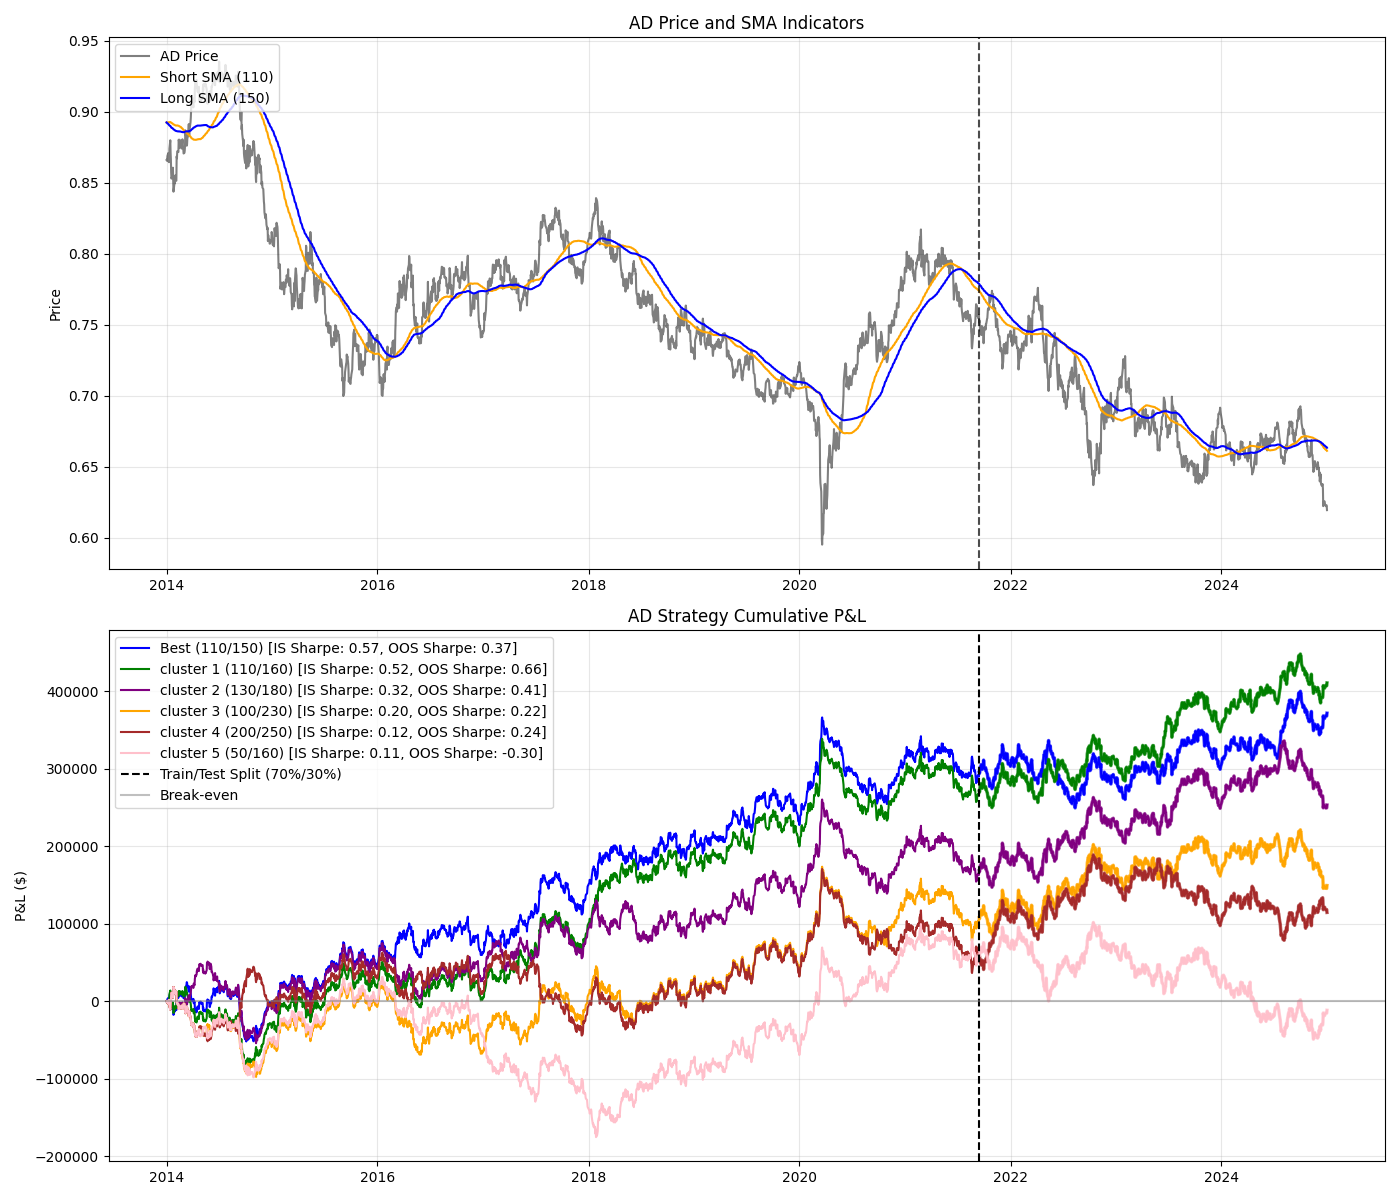 AD Price and SMA Indicators
0.95
0.90
0.85
0.80
0.75
0.70
0.65
0.60
Price
AD Price
Short SMA (110)
Long SMA (150)
2014
2016
2018
2020
2022
2024
AD Strategy Cumulative P&L
400000
300000
200000
100000
0
−100000
−200000
P&L ($)
Best (110/150) [IS Sharpe: 0.57, OOS Sharpe: 0.37]
cluster 1 (110/160) [IS Sharpe: 0.52, OOS Sharpe: 0.66]
cluster 2 (130/180) [IS Sharpe: 0.32, OOS Sharpe: 0.41]
cluster 3 (100/230) [IS Sharpe: 0.20, OOS Sharpe: 0.22]
cluster 4 (200/250) [IS Sharpe: 0.12, OOS Sharpe: 0.24]
cluster 5 (50/160) [IS Sharpe: 0.11, OOS Sharpe: -0.30]
Train/Test Split (70%/30%)
Break-even
2014
2016
2018
2020
2022
2024